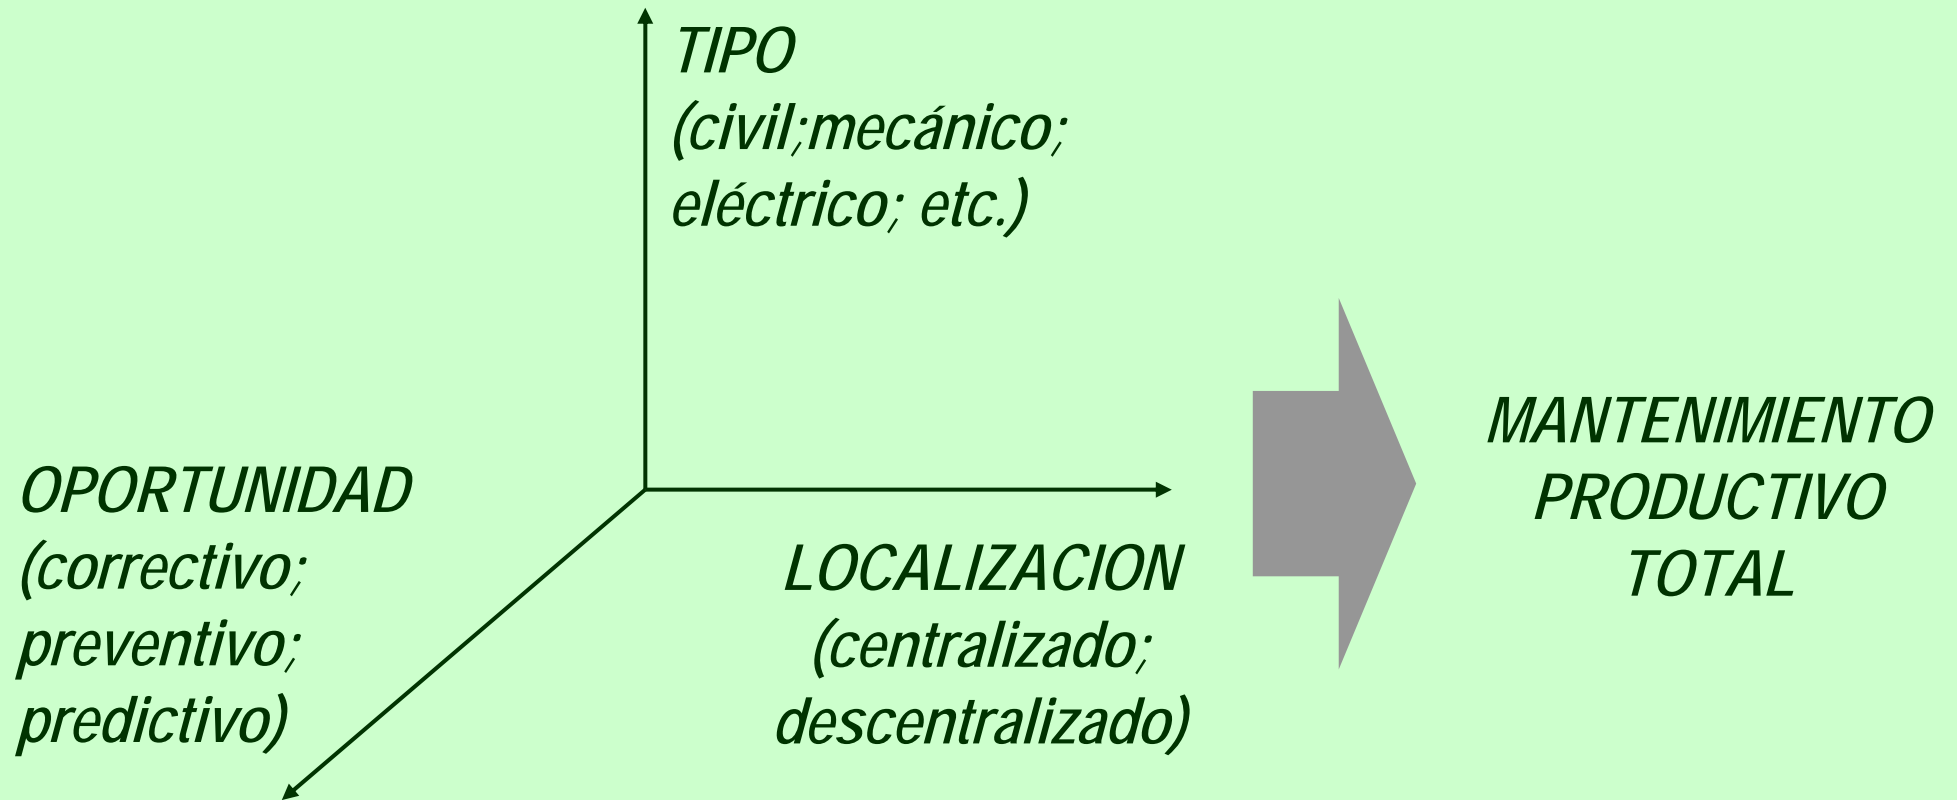 TIPO
(civil;mecánico;
eléctrico; etc.)
OPORTUNIDAD
(correctivo;
preventivo;
predictivo)
LOCALIZACION
(centralizado;
descentralizado)
MANTENIMIENTO
PRODUCTIVO
TOTAL